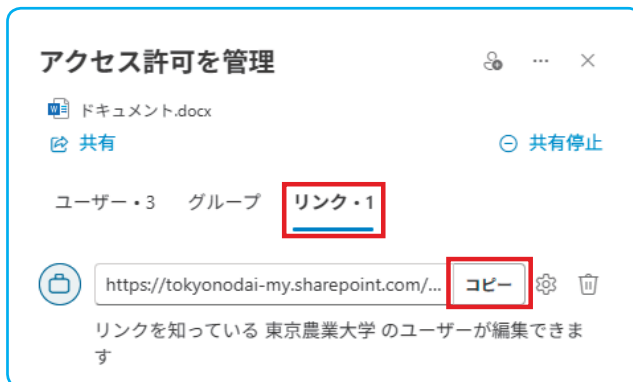 アクセス許可を管理
ドキュメント.docx
共有
共有停止
ユーザー・3 グループ リンク・1
https://tokyonodai-my.sharepoint.com/... コピー
リンクを知っている 東京農業大学 のユーザーが編集できま
す